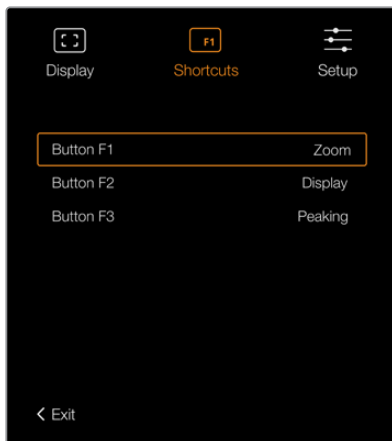 F1
Display Shortcuts Setup
Button F1 Zoom
Button F2 Display
Button F3 Peaking
< Exit